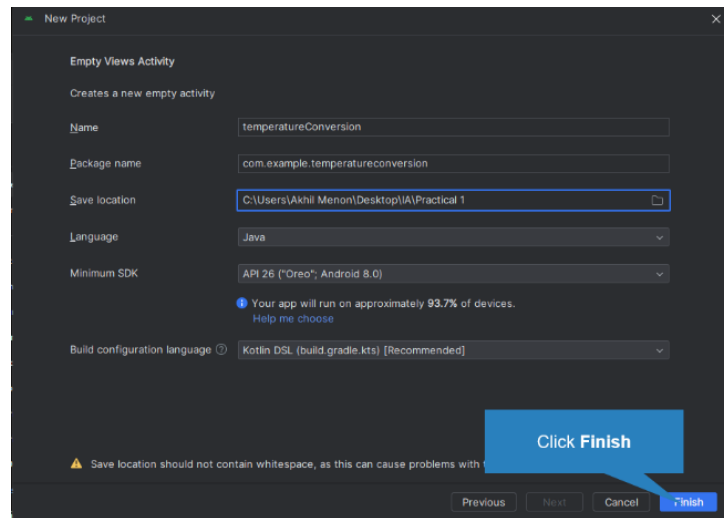 New Project
Empty Views Activity
Creates a new empty activity
Name temperatureConversion
Package name com.example.temperatureconversion
Save location C:\Users\Akhil Menon\Desktop\IA\Practical 1
Language Java
Minimum SDK API 26 ("Oreo"; Android 8.0)
Your app will run on approximately 93.7% of devices.
Help me choose
Build configuration language Kotlin DSL (build.gradle.kts) [Recommended]
Click Finish
Save location should not contain whitespace, as this can cause problems with
Previous Next Cancel Finish